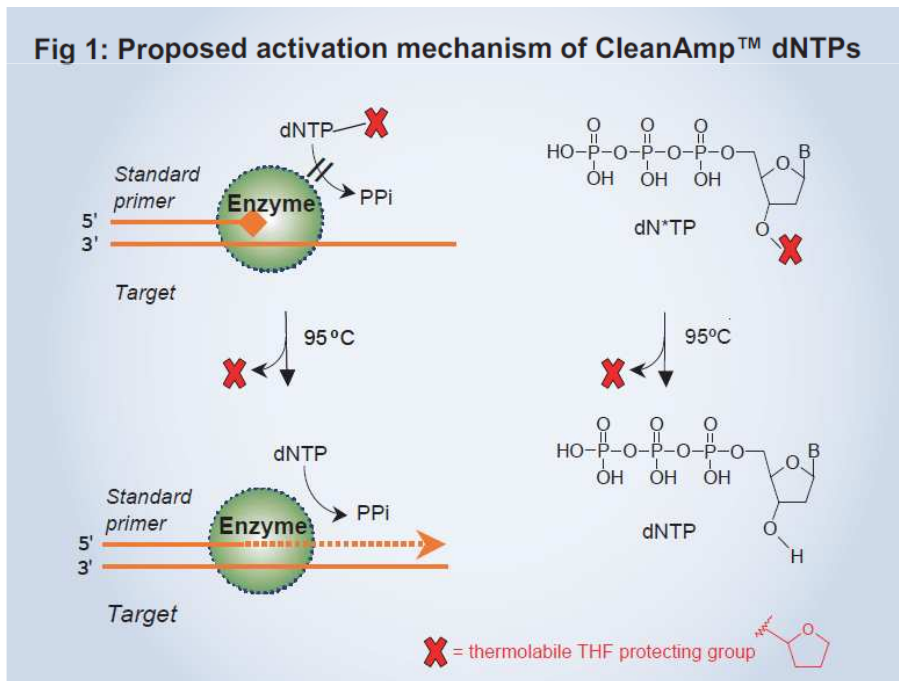 Fig 1: Proposed activation mechanism of CleanAmp™ dNTPs
dNTP
PPi
Standard
primer
Enzyme
5'
3'
Target
95°C
dNTP
PPi
Standard
primer
Enzyme
5'
3'
Target
O O O
HO-P-O-P-O-P-O
OH OH OH
O B
O
dN*TP
95°C
O O O
HO-P-O-P-O-P-O
OH OH OH
O B
O
H
dNTP
= thermolabile THF protecting group
O